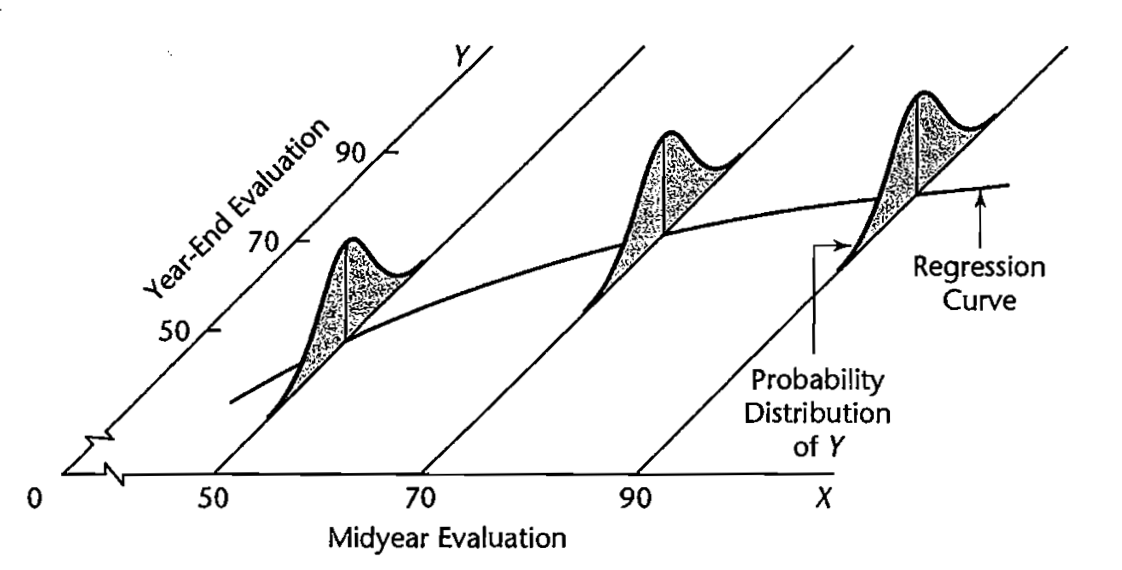 Y
Year-End Evaluation
90
70
50
Regression
Curve
Probability
Distribution
of Y
0
50
70
90
X
Midyear Evaluation